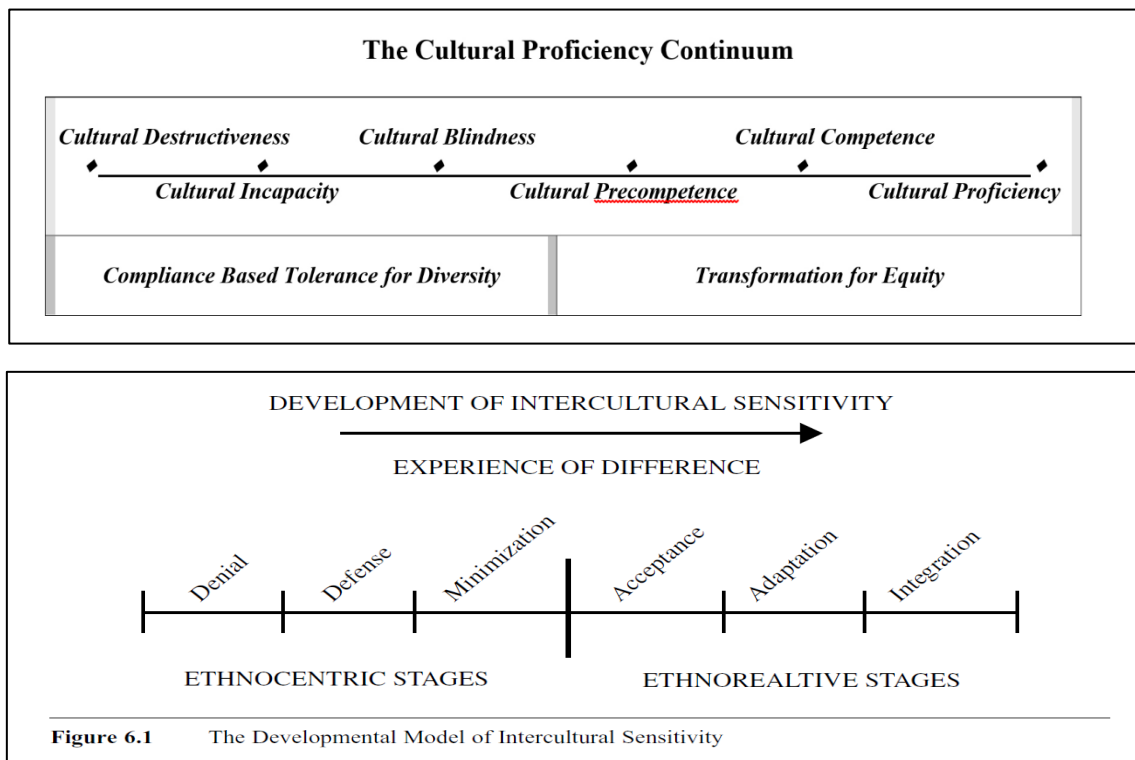 The Cultural Proficiency Continuum
Cultural Destructiveness Cultural Blindness Cultural Competence
Cultural Incapacity Cultural Precompetence Cultural Proficiency
Compliance Based Tolerance for Diversity Transformation for Equity
DEVELOPMENT OF INTERCULTURAL SENSITIVITY
EXPERIENCE OF DIFFERENCE
Denial Defense Minimization Acceptance Adaptation Integration
ETHNOCENTRIC STAGES ETHNOREALTIVE STAGES
Figure 6.1 The Developmental Model of Intercultural Sensitivity